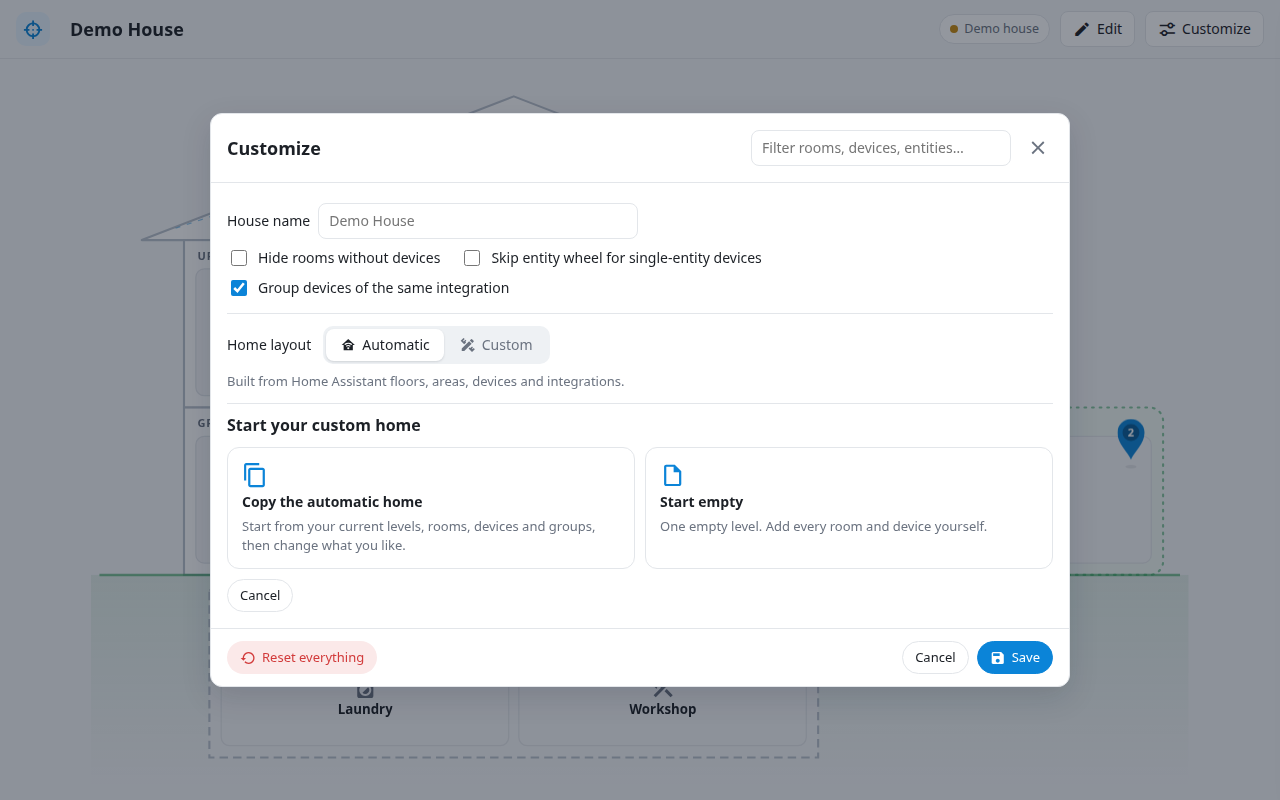 Demo House
Demo house
Edit
Customize
Customize
Filter rooms, devices, entities...
House name
Demo House
Hide rooms without devices
Skip entity wheel for single-entity devices
Group devices of the same integration
Home layout
Automatic
Custom
Built from Home Assistant floors, areas, devices and integrations.
Start your custom home
Copy the automatic home
Start from your current levels, rooms, devices and groups,
then change what you like.
Start empty
One empty level. Add every room and device yourself.
Cancel
Reset everything
Cancel
Save
2
Laundry
Workshop